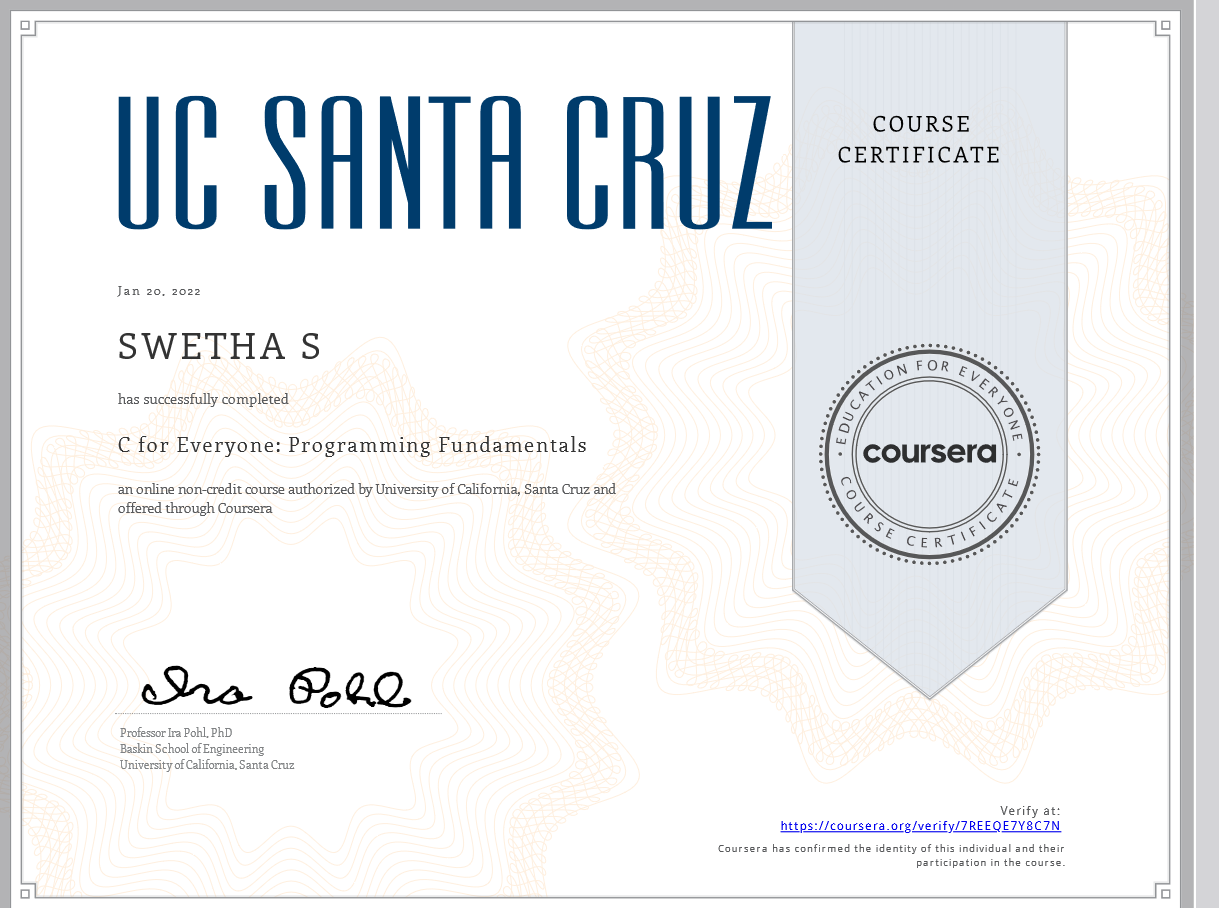 UC SANTA CRUZ
COURSE
CERTIFICATE
Jan 20, 2022
SWETHA S
has successfully completed
C for Everyone: Programming Fundamentals
an online non-credit course authorized by University of California, Santa Cruz and
offered through Coursera
EDUCATION FOR EVERYONE
coursera
COURSE CERTIFICATE
Ira Pohl
Professor Ira Pohl, PhD
Baskin School of Engineering
University of California, Santa Cruz
Verify at:
https://coursera.org/verify/7REEQE7Y8C7N
Coursera has confirmed the identity of this individual and their
participation in the course.